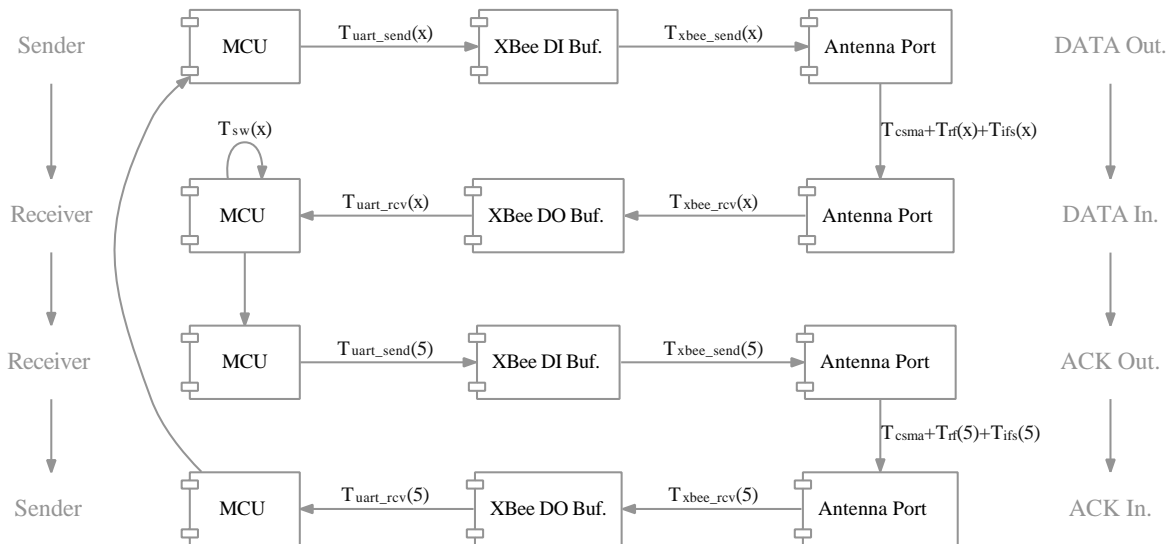 Sender
MCU
Tuart_send(x)
XBee DI Buf.
Txbee_send(x)
Antenna Port
DATA Out.
Tsw(x)
Tcsma+Trf(x)+Tifs(x)
Receiver
MCU
Tuart_rcv(x)
XBee DO Buf.
Txbee_rcv(x)
Antenna Port
DATA In.
Receiver
MCU
Tuart_send(5)
XBee DI Buf.
Txbee_send(5)
Antenna Port
ACK Out.
Tcsma+Trf(5)+Tifs(5)
Sender
MCU
Tuart_rcv(5)
XBee DO Buf.
Txbee_rcv(5)
Antenna Port
ACK In.